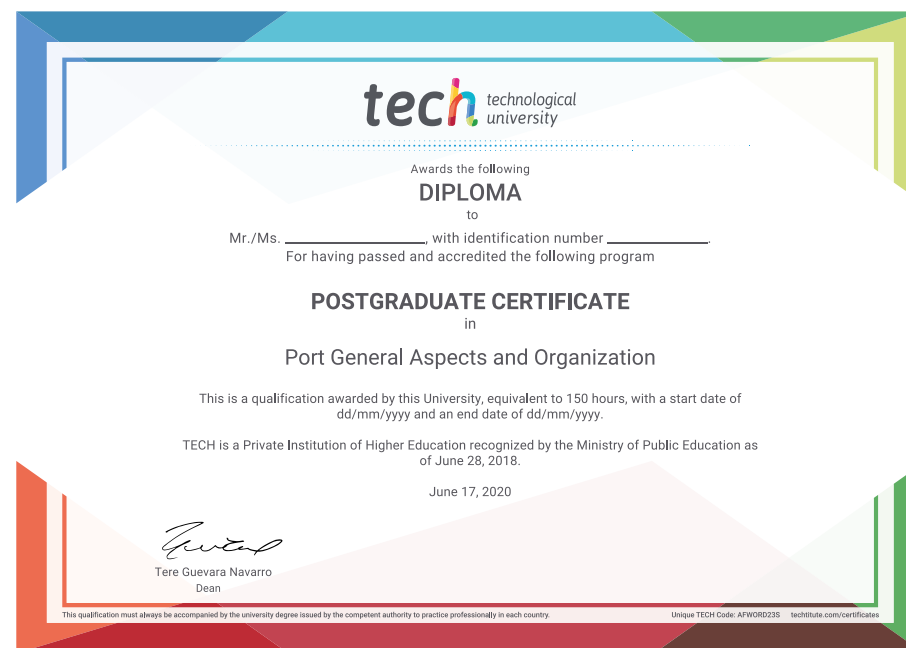 tech technological
university
Awards the following
DIPLOMA
to
Mr./Ms. ____________, with identification number ____________.
For having passed and accredited the following program
POSTGRADUATE CERTIFICATE
in
Port General Aspects and Organization
This is a qualification awarded by this University, equivalent to 150 hours, with a start date of
dd/mm/yyyy and an end date of dd/mm/yyyy.
TECH is a Private Institution of Higher Education recognized by the Ministry of Public Education as
of June 28, 2018.
June 17, 2020
Tere Guevara Navarro
Dean
This qualification must always be accompanied by the university degree issued by the competent authority to practice professionally in each country.
Unique TECH Code: AFWORD23S techtitute.com/certificates